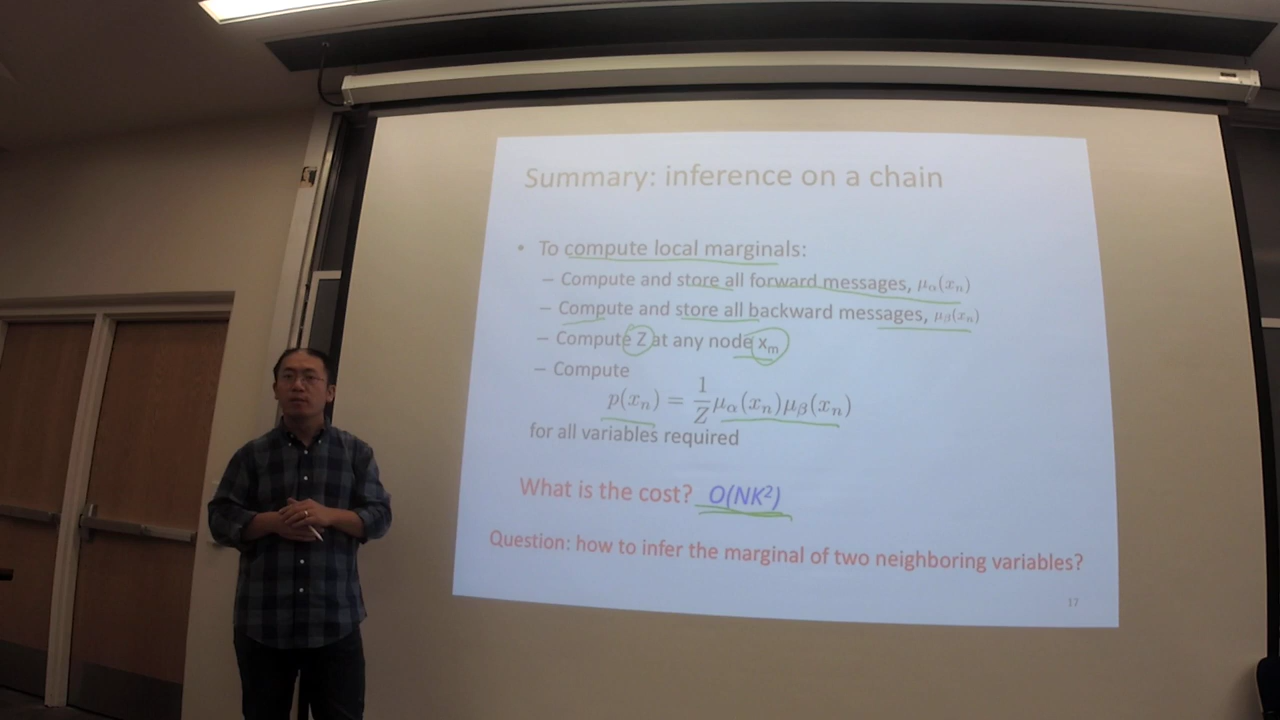 Summary: inference on a chain
• To compute local marginals:
– Compute and store all forward messages, μα(xn)
– Compute and store all backward messages, μβ(xn)
– Compute Z at any node xm
– Compute
p(xn) = 1/Z μα(xn)μβ(xn)
for all variables required
What is the cost? O(NK²)
Question: how to infer the marginal of two neighboring variables?
17